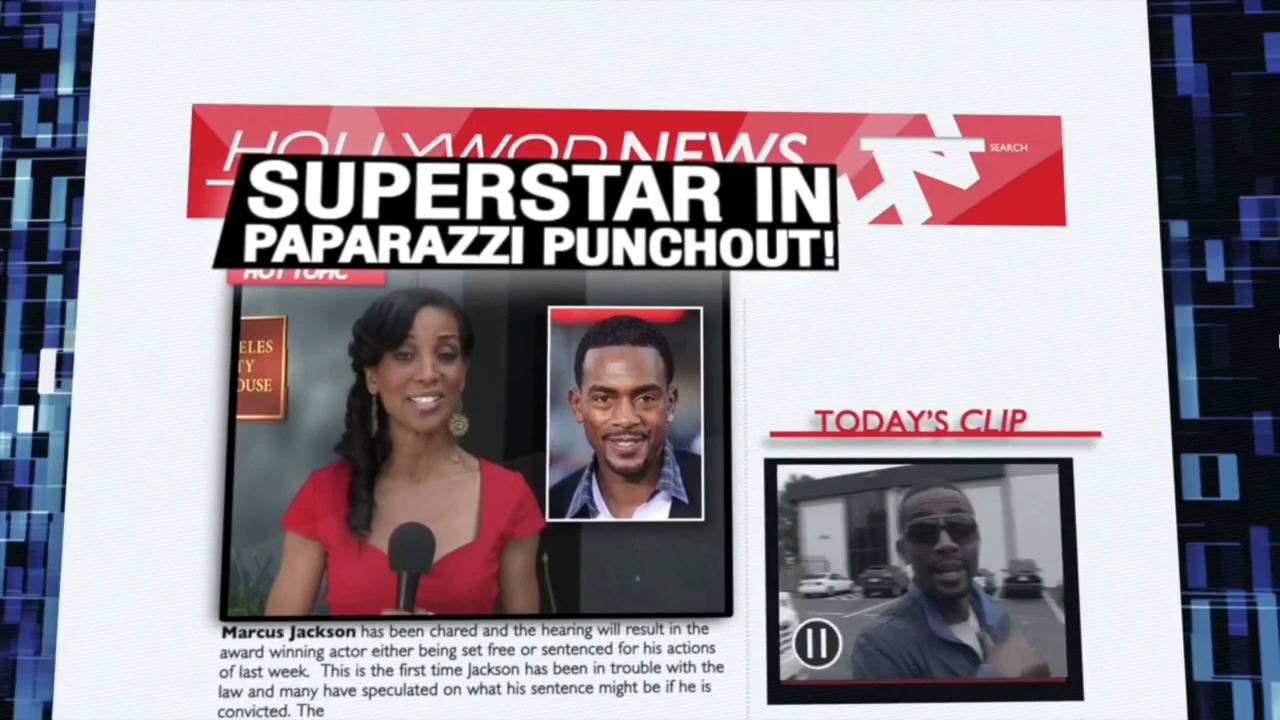 HOLLYWOD NEWS
SEARCH
SUPERSTAR IN
PAPARAZZI PUNCHOUT!
HOT TOPIC
ELES
TY
OUSE
TODAY'S CLIP
Marcus Jackson has been chared and the hearing will result in the
award winning actor either being set free or sentenced for his actions
of last week. This is the first time Jackson has been in trouble with the
law and many have speculated on what his sentence might be if he is
convicted. The